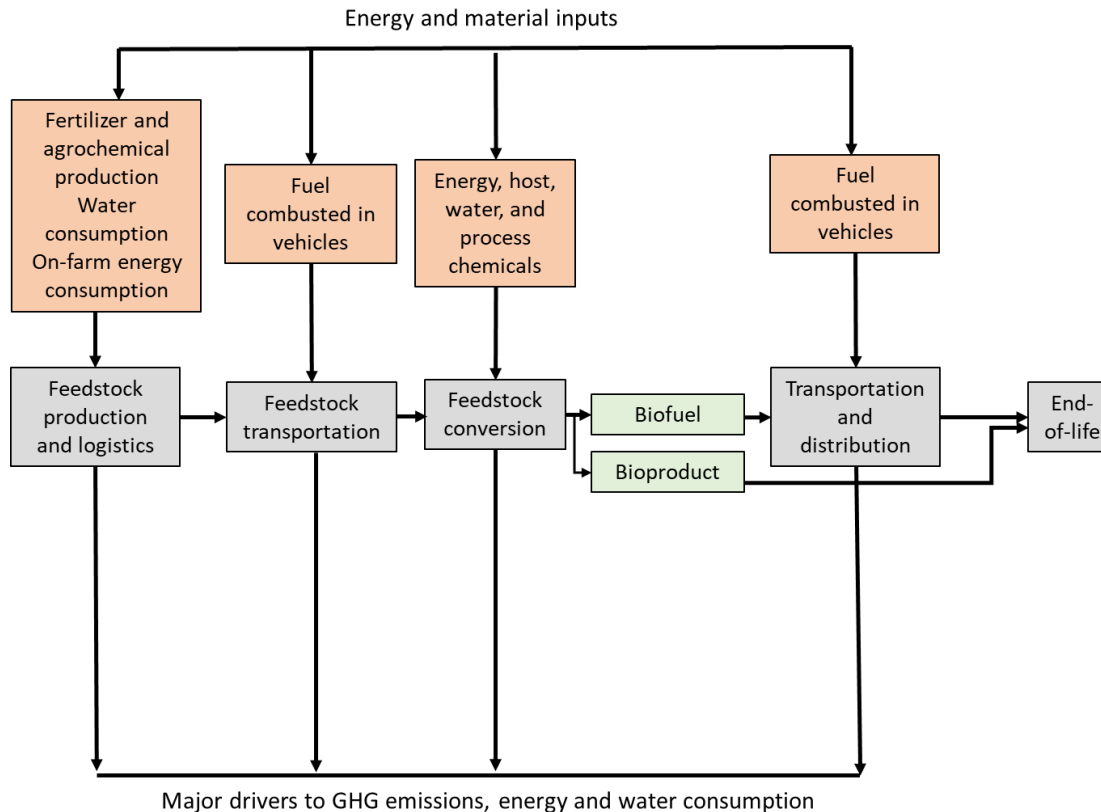 Energy and material inputs
Fertilizer and
agrochemical
production
Water
consumption
On-farm energy
consumption
Fuel
combusted in
vehicles
Energy, host,
water, and
process
chemicals
Fuel
combusted in
vehicles
Feedstock
production
and logistics
Feedstock
transportation
Feedstock
conversion
Biofuel
Bioproduct
Transportation
and
distribution
End-
of-life
Major drivers to GHG emissions, energy and water consumption